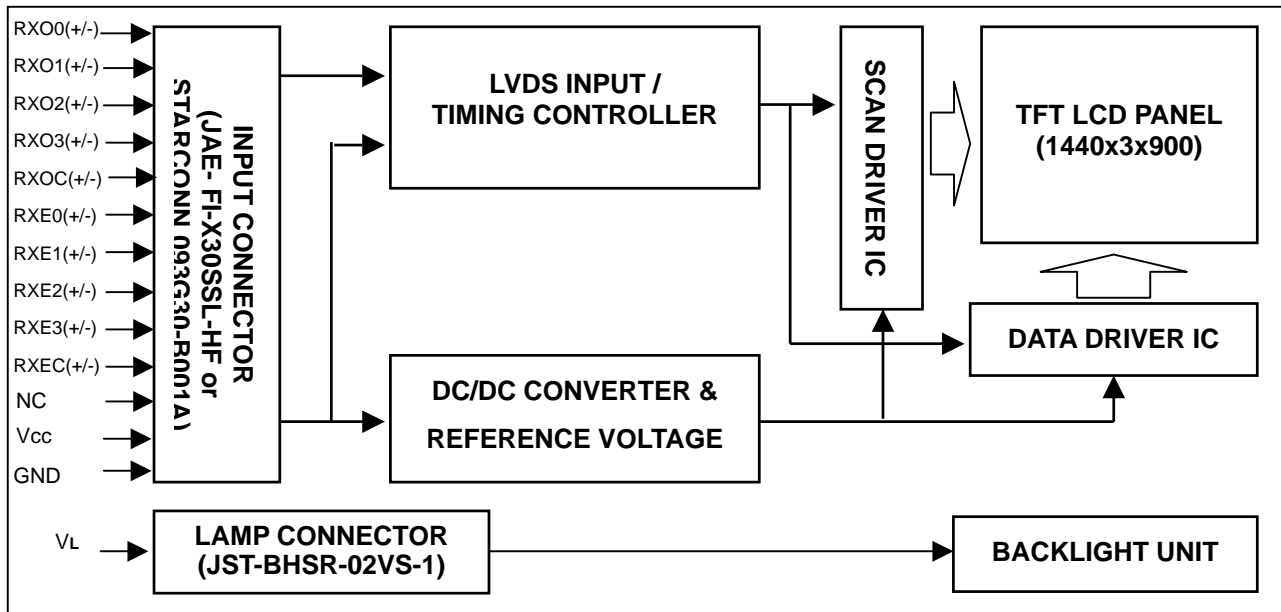 RXO0(+/-)
RXO1(+/-)
RXO2(+/-)
RXO3(+/-)
RXOC(+/-)
RXE0(+/-)
RXE1(+/-)
RXE2(+/-)
RXE3(+/-)
RXEC(+/-)
NC
Vcc
GND
VL
INPUT CONNECTOR
(JAE- FI-X30SSL-HF or
STARCONN 093G30-B001A)
LVDS INPUT /
TIMING CONTROLLER
SCAN DRIVER IC
TFT LCD PANEL
(1440x3x900)
DATA DRIVER IC
DC/DC CONVERTER &
REFERENCE VOLTAGE
LAMP CONNECTOR
(JST-BHSR-02VS-1)
BACKLIGHT UNIT